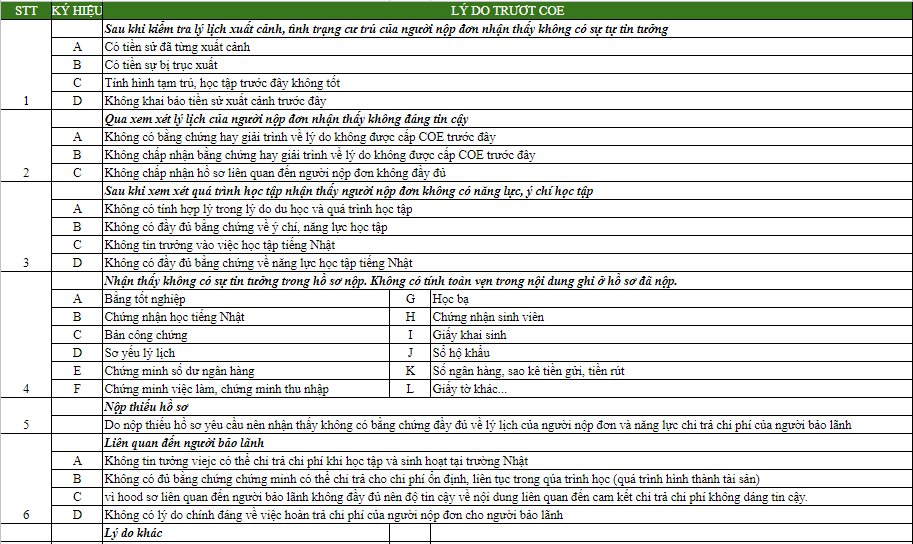 STT KÝ HIỆU LÝ DO TRƯỢT COE
Sau khi kiểm tra lý lịch xuất cảnh, tình trạng cư trú của người nộp đơn nhận thấy không có sự tự tin tưởng
A Có tiền sử đã từng xuất cảnh
B Có tiền sự bị trục xuất
C Tính hình tạm trú, học tập trước đây không tốt
1 D Không khai báo tiền sử xuất cảnh trước đây
Qua xem xét lý lịch của người nộp đơn nhận thấy không đáng tin cậy
A Không có bằng chứng hay giải trình về lý do không được cấp COE trước đây
B Không chấp nhận bằng chứng hay giải trình về lý do không được cấp COE trước đây
2 C Không chấp nhận hồ sơ liên quan đến người nộp đơn không đầy đủ
Sau khi xem xét quá trình học tập nhận thấy người nộp đơn không có năng lực, ý chí học tập
A Không có tính hợp lý trong lý do du học và quá trình học tập
B Không có đầy đủ bằng chứng về ý chí, năng lực học tập
C Không tin trưởng vào việc học tập tiếng Nhật
3 D Không có đầy đủ bằng chứng về năng lực học tập tiếng Nhật
Nhận thấy không có sự tin tưởng trong hồ sơ nộp. Không có tính toàn vẹn trong nội dung ghi ở hồ sơ đã nộp.
A Bằng tốt nghiệp G Học bạ
B Chứng nhận học tiếng Nhật H Chứng nhận sinh viên
C Bản công chứng I Giấy khai sinh
D Sơ yếu lý lịch J Sổ hộ khẩu
E Chứng minh số dư ngân hàng K Sổ ngân hàng, sao kê tiền gửi, tiền rút
4 F Chứng minh việc làm, chứng minh thu nhập L Giấy tờ khác...
Nộp thiếu hồ sơ
5 Do nộp thiếu hồ sơ yêu cầu nên nhận thấy không có bằng chứng đầy đủ về lý lịch của người nộp đơn và năng lực chi trả chi phí của người bảo lãnh
Liên quan đến người bão lãnh
A Không tin tưởng viejc có thể chi trả chi phí khi học tập và sinh hoạt tại trường Nhật
B Không có đủ bằng chứng chứng minh có thể chi trả cho chi phí ổn định, liên tục trong qúa trình học (quá trình hình thành tài sản)
C vì hood sơ liên quan đến người bảo lãnh không đầy đủ nên độ tin cậy về nội dung liên quan đến cam kết chi trả chi phí không dáng tin cậy.
6 D Không có lý do chính đáng về việc hoàn trả chi phí của người nộp đơn cho người bảo lãnh
Lý do khác